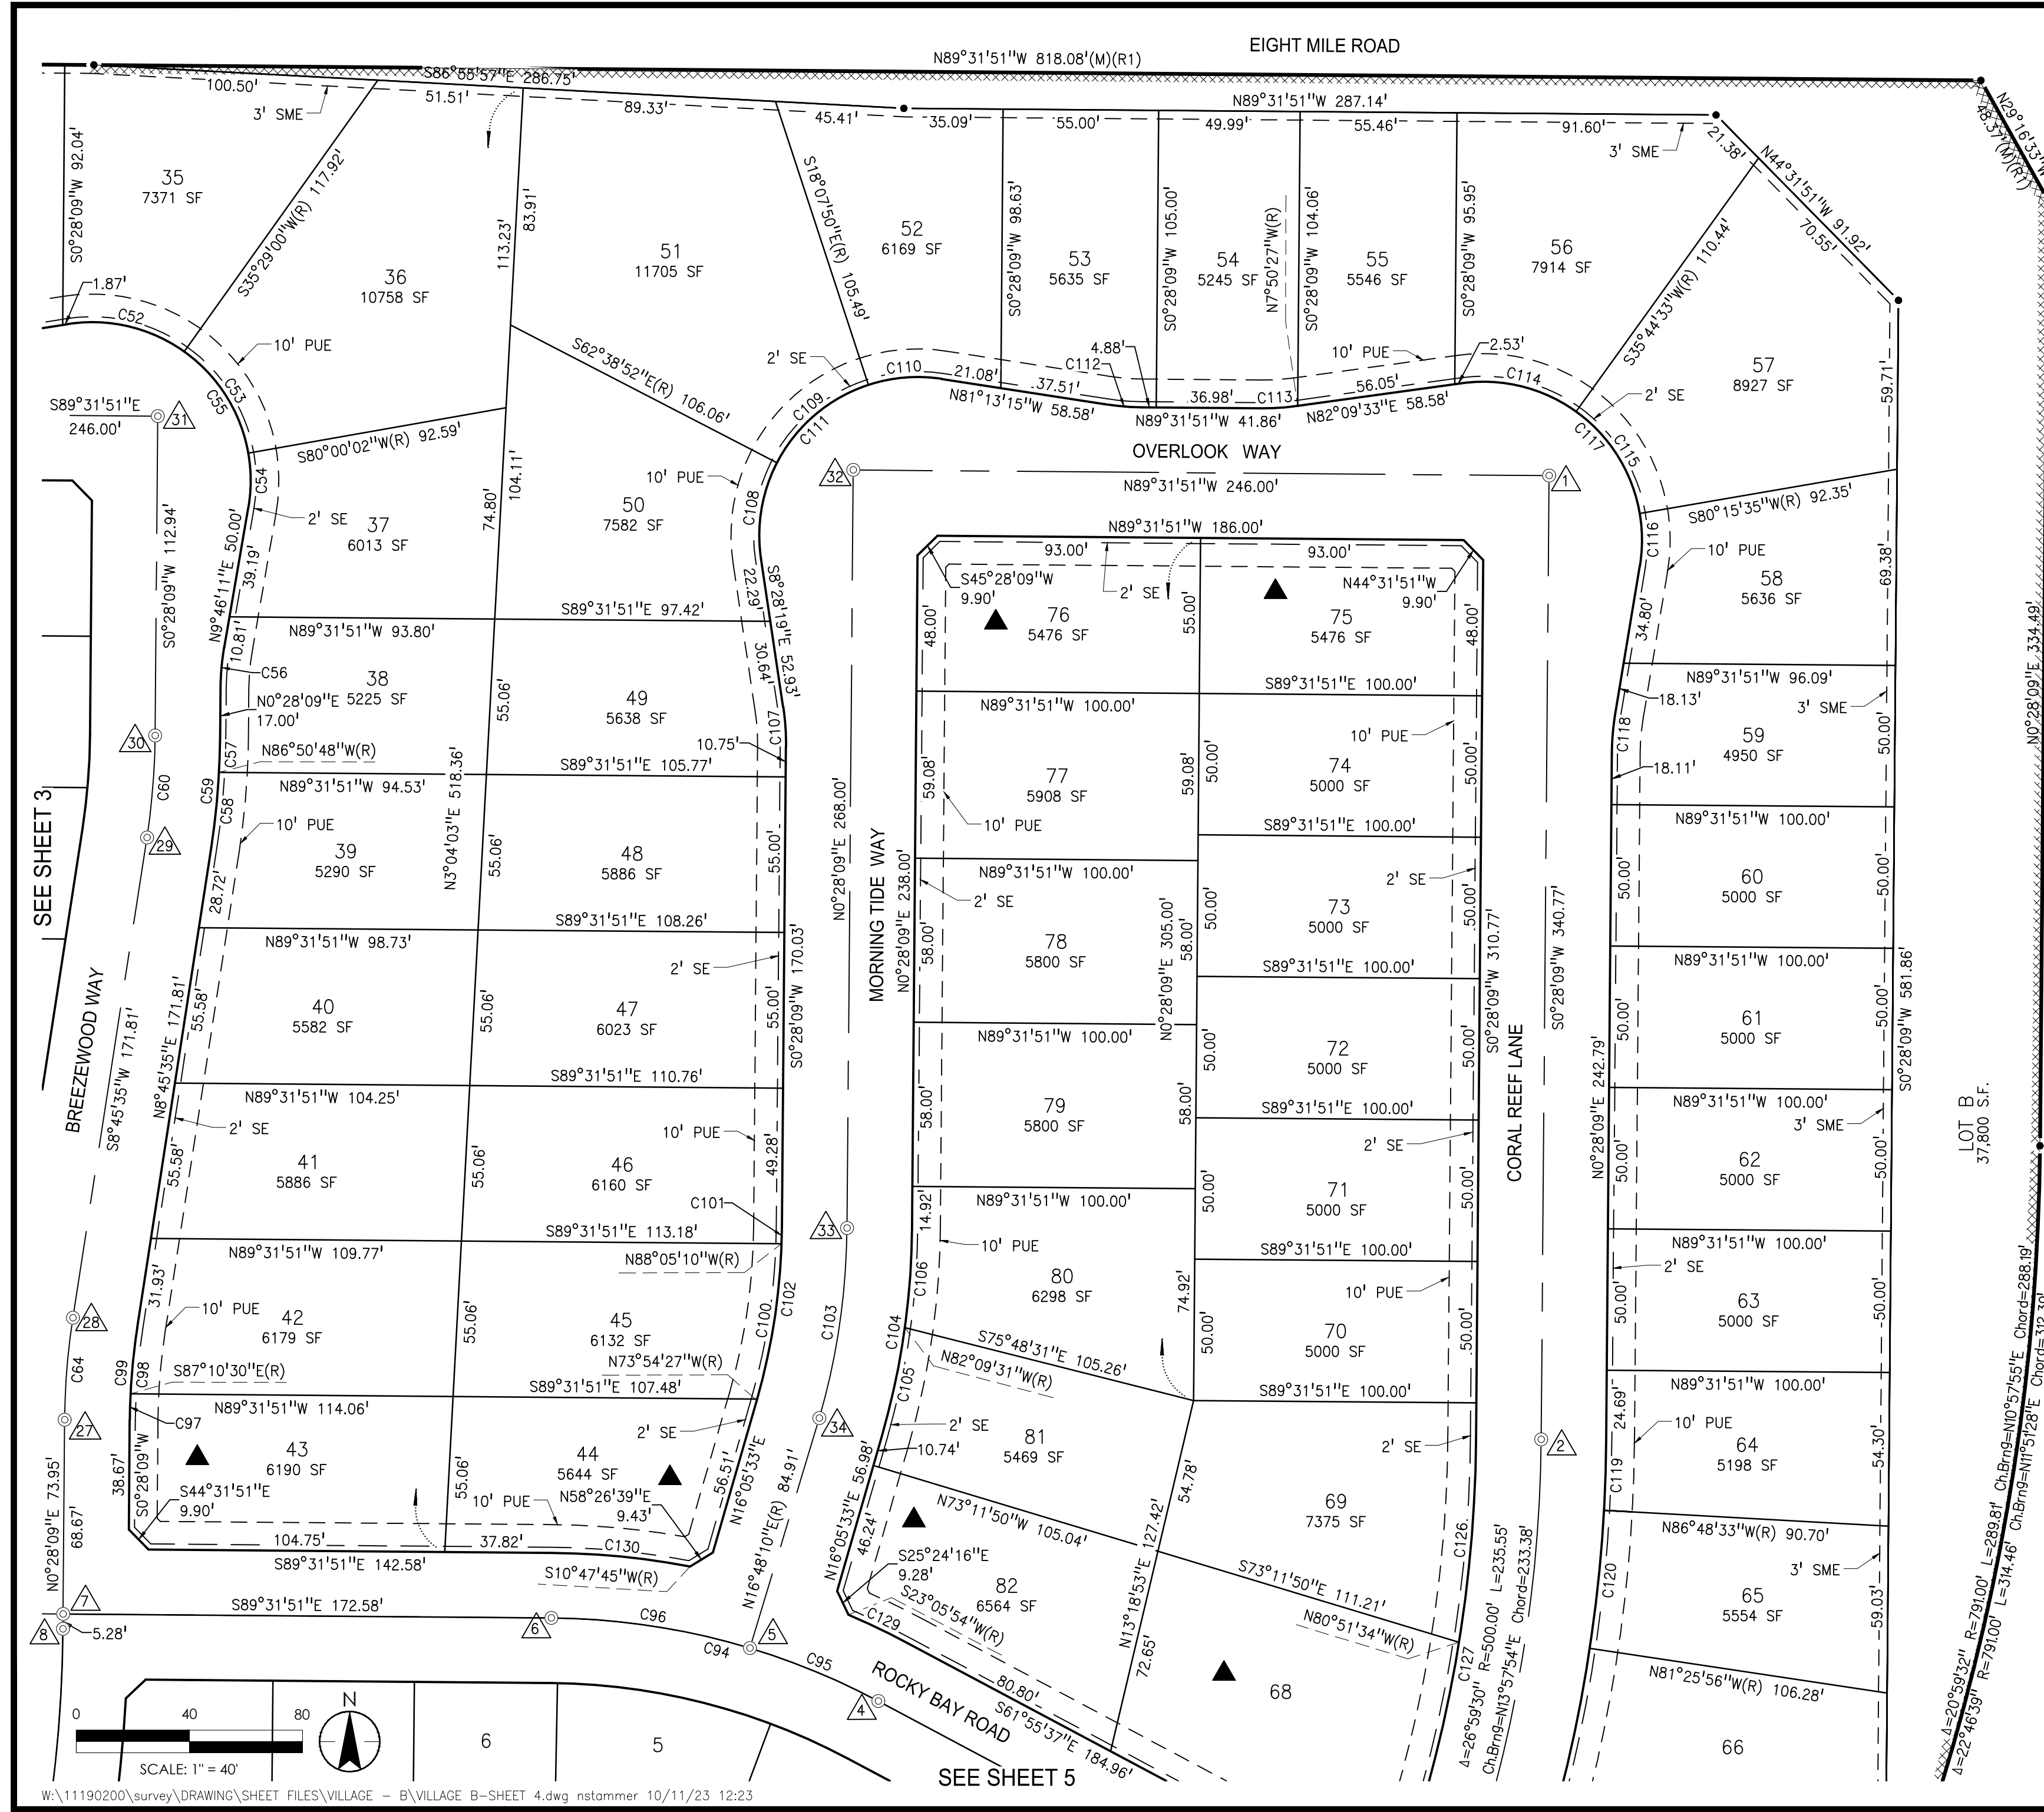 EIGHT MILE ROAD
N89°31'51"W 818.08'(M)(R1)
S86°55'57"E 286.75'
N89°31'51"W 287.14'
N29°16'33"W
48.37'(M)(R1)
100.50'
3' SME
51.51'
89.33'
45.41'
35.09'
55.00'
49.99'
55.46'
91.60'
3' SME
21.38'
N44°31'51"W 91.92'
70.55'
S0°28'09"W 92.04'
35
7371 SF
S35°29'00"W(R) 117.92'
36
10758 SF
113.23'
83.91'
51
11705 SF
S18°07'50"E(R) 105.49'
52
6169 SF
S0°28'09"W 98.63'
53
5635 SF
S0°28'09"W 105.00'
54
5245 SF
N7°50'27"W(R)
S0°28'09"W 104.06'
55
5546 SF
S0°28'09"W 95.95'
56
7914 SF
S35°44'33"W(R) 110.44'
57
8927 SF
59.71'
1.87'
C52
10' PUE
C53
C55
S89°31'51"E
246.00'
31
S80°00'02"W(R) 92.59'
C54
2' SE
S62°38'52"E(R) 106.06'
2' SE
C110
C109
C111
21.08'
37.51'
N81°13'15"W 58.58'
C112
4.88'
36.98'
C113
N89°31'51"W 41.86'
10' PUE
56.05'
N82°09'33"E 58.58'
2.53'
C114
2' SE
C115
C117
OVERLOOK WAY
32
N89°31'51"W 246.00'
1
10' PUE
C108
S80°15'35"W(R) 92.35'
C116
10' PUE
69.38'
58
5636 SF
37
6013 SF
104.11'
74.80'
50
7582 SF
S0°28'09"W 112.94'
N9°46'11"E 50.00'
39.19'
22.29'
S8°28'19"E 52.93'
N89°31'51"W 186.00'
93.00'
93.00'
S45°28'09"W
9.90'
2' SE
N44°31'51"W
9.90'
76
5476 SF
75
5476 SF
48.00'
55.00'
48.00'
34.80'
S89°31'51"E 97.42'
N89°31'51"W 93.80'
10.81'
C56
38
5225 SF
N0°28'09"E
17.00'
55.06'
49
5638 SF
30.64'
C107
10.75'
S89°31'51"E 100.00'
N89°31'51"W 100.00'
N89°31'51"W 96.09'
18.13'
3' SME
59
4950 SF
50.00'
C118
18.11'
30
C57
N86°50'48"W(R)
S89°31'51"E 105.77'
N89°31'51"W 94.53'
C60
C59
C58
N3°04'03"E 518.36'
10' PUE
10' PUE
77
5908 SF
59.08'
59.08'
50.00'
74
5000 SF
50.00'
N89°31'51"W 100.00'
SEE SHEET 3
29
10' PUE
39
5290 SF
55.06'
48
5886 SF
55.00'
N0°28'09"E 268.00'
MORNING TIDE WAY
N0°28'09"E 238.00'
S89°31'51"E 100.00'
N89°31'51"W 100.00'
2' SE
2' SE
73
5000 SF
50.00'
50.00'
60
5000 SF
50.00'
50.00'
28.72'
S89°31'51"E 108.26'
N89°31'51"W 98.73'
2' SE
78
5800 SF
58.00'
58.00'
N0°28'09"E 305.00'
S89°31'51"E 100.00'
N89°31'51"W 100.00'
N0°28'09"E 334.49'
BREEZEWOOD WAY
S8°45'35"W 171.81'
N8°45'35"E 171.81'
55.58'
40
5582 SF
55.06'
47
6023 SF
55.00'
S0°28'09"W 170.03'
N89°31'51"W 100.00'
50.00'
72
5000 SF
50.00'
S0°28'09"W 310.77'
CORAL REEF LANE
S0°28'09"W 340.77'
N0°28'09"E 242.79'
50.00'
61
5000 SF
50.00'
S0°28'09"W 581.86'
LOT B
37,800 S.F.
S89°31'51"E 110.76'
N89°31'51"W 104.25'
2' SE
10' PUE
58.00'
79
5800 SF
58.00'
S89°31'51"E 100.00'
2' SE
N89°31'51"W 100.00'
3' SME
55.58'
41
5886 SF
55.06'
46
6160 SF
49.28'
C101
50.00'
71
5000 SF
50.00'
50.00'
62
5000 SF
50.00'
S89°31'51"E 113.18'
N89°31'51"W 109.77'
N88°05'10"W(R)
33
14.92'
N89°31'51"W 100.00'
10' PUE
S89°31'51"E 100.00'
N89°31'51"W 100.00'
2' SE
31.93'
10' PUE
42
6179 SF
55.06'
45
6132 SF
C100
C102
C103
C106
C104
80
6298 SF
74.92'
10' PUE
50.00'
70
5000 SF
50.00'
50.00'
63
5000 SF
50.00'
28
C64
C99
C98
S87°10'30"E(R)
N73°54'27"W(R)
S89°31'51"E 107.48'
N89°31'51"W 114.06'
S75°48'31"E 105.26'
N82°09'31"W(R)
C105
S89°31'51"E 100.00'
N89°31'51"W 100.00'
27
C97
2' SE
34
2' SE
10.74'
81
5469 SF
2' SE
2
24.69'
10' PUE
64
5198 SF
54.30'
43
6190 SF
44
5644 SF
38.67'
S0°28'09"W
S44°31'51"E
9.90'
55.06'
10' PUE
N58°26'39"E
9.43'
56.51'
N16°05'33"E
N16°48'10"E(R) 84.91'
N16°05'33"E 56.98'
46.24'
N73°11'50"W 105.04'
54.78'
N13°18'53"E 127.42'
69
7375 SF
C119
N86°48'33"W(R) 90.70'
3' SME
N0°28'09"E 73.95'
68.67'
104.75'
37.82'
C130
S89°31'51"E 142.58'
S10°47'45"W(R)
S25°24'16"E
9.28'
S23°05'54"W(R)
82
6564 SF
S73°11'50"E 111.21'
N80°51'34"W(R)
C126
C120
65
5554 SF
59.03'
7
S89°31'51"E 172.58'
8
5.28'
6
C96
C94
5
C95
4
C129
ROCKY BAY ROAD
80.80'
S61°55'37"E 184.96'
72.65'
68
C127
Δ=26°59'30" R=500.00' L=235.55'
Ch.Brng=N13°57'54"E Chord=233.38'
N81°25'56"W(R) 106.28'
66
Δ=20°59'32" R=791.00' L=289.81' Ch.Brng=N10°57'55"E Chord=288.19'
Δ=22°46'39" R=791.00' L=314.46' Ch.Brng=N11°51'28"E Chord=312.39'
0 40 80
N
SCALE: 1" = 40'
6
5
SEE SHEET 5
W:\11190200\survey\DRAWING\SHEET FILES\VILLAGE - B\VILLAGE B-SHEET 4.dwg nstammer 10/11/23 12:23